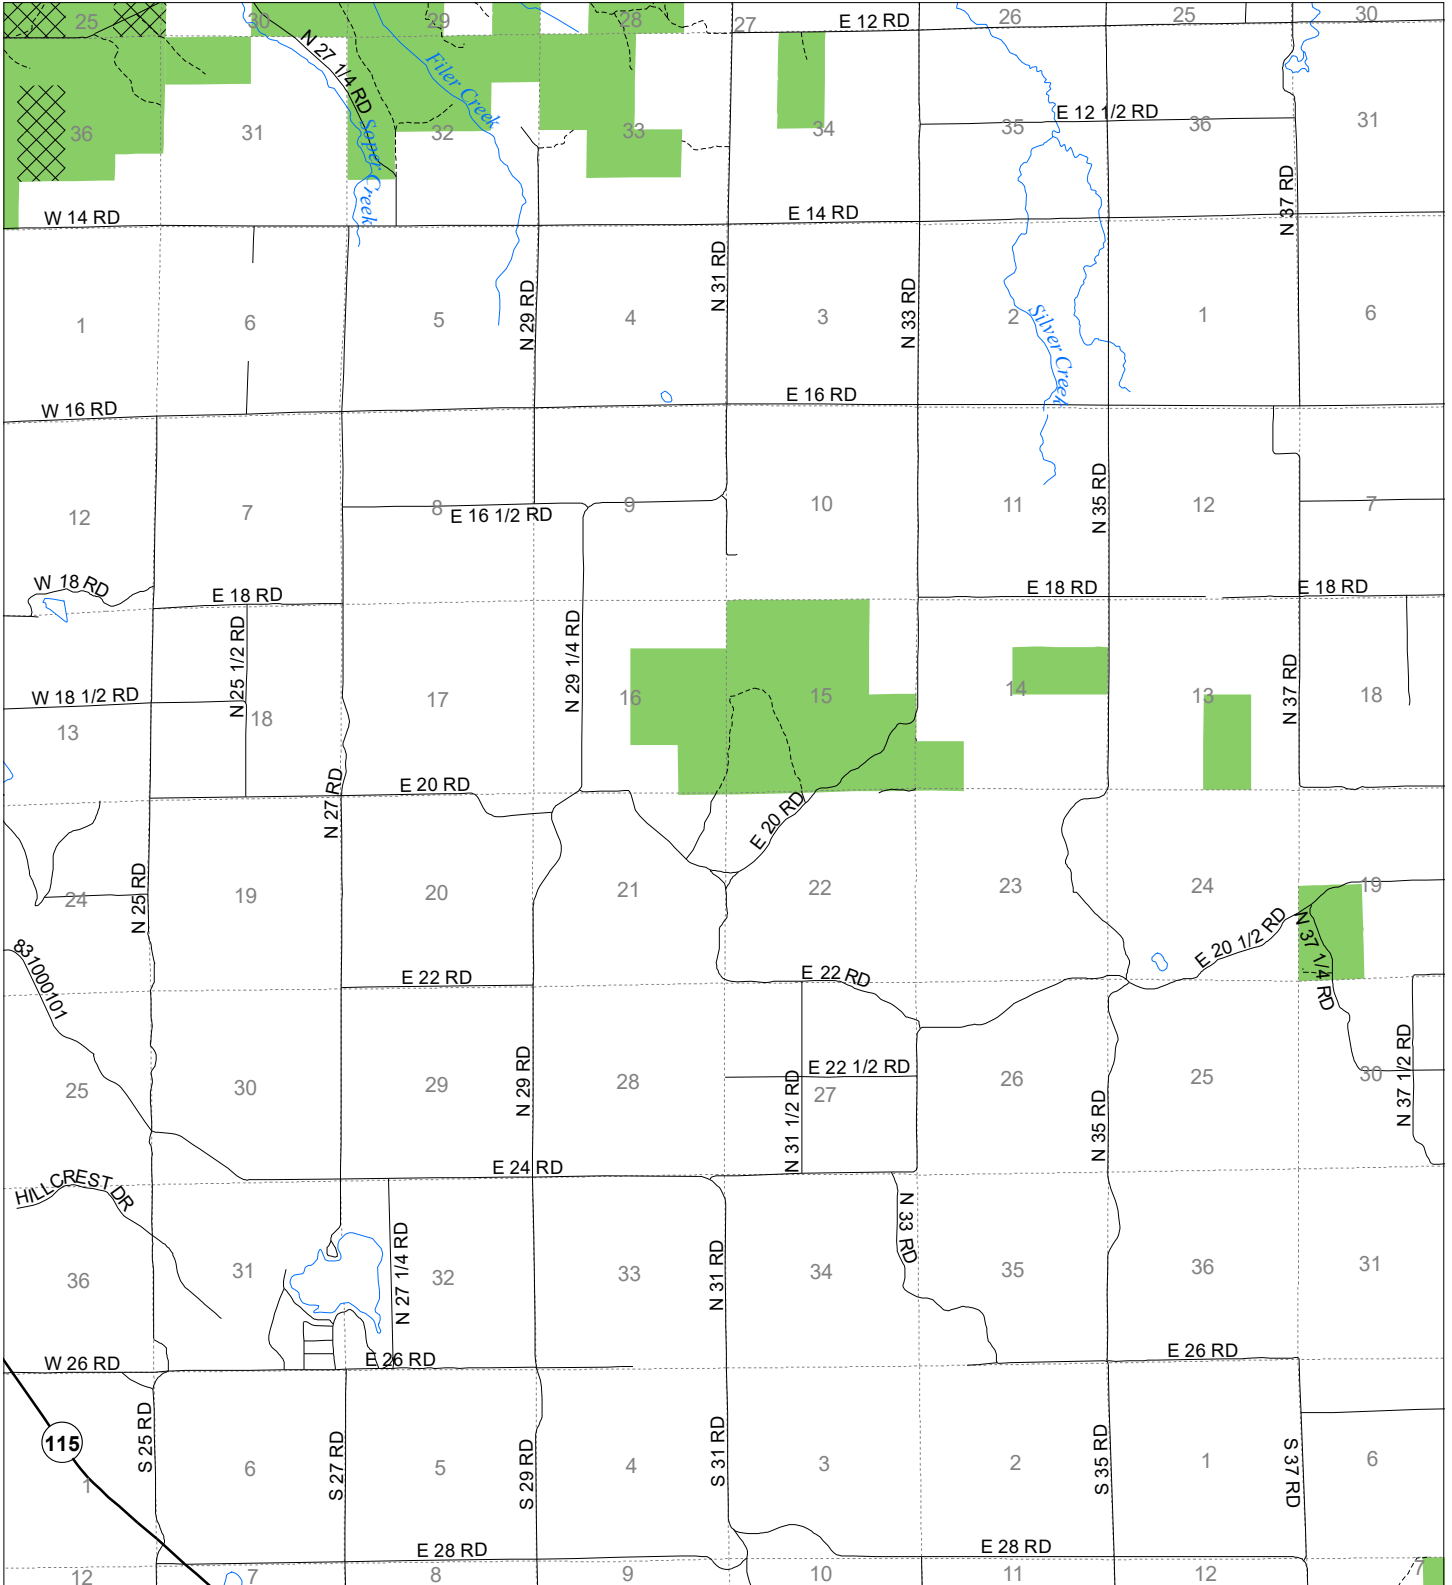 25
30
29
28
27
E 12 RD
26
25
30
N 27 1/4 RD
Filer Creek
36
31
Soper Creek
32
33
34
35
E 12 1/2 RD
36
31
W 14 RD
E 14 RD
N 37 RD
1
6
5
N 29 RD
4
N 31 RD
3
N 33 RD
2
Silver Creek
1
6
W 16 RD
E 16 RD
12
7
8
E 16 1/2 RD
9
10
11
N 35 RD
12
7
W 18 RD
E 18 RD
E 18 RD
E 18 RD
W 18 1/2 RD
13
N 25 1/2 RD
18
17
N 29 1/4 RD
16
15
14
13
N 37 RD
18
N 27 RD
E 20 RD
E 20 RD
24
N 25 RD
19
20
21
22
23
24
E 20 1/2 RD
19
N 37 1/4 RD
831000101
E 22 RD
E 22 RD
25
30
29
N 29 RD
28
N 31 1/2 RD
E 22 1/2 RD
27
26
N 35 RD
25
30
N 37 1/2 RD
E 24 RD
HILLCREST DR
36
31
N 27 1/4 RD
32
33
N 31 RD
34
N 33 RD
35
36
31
W 26 RD
E 26 RD
E 26 RD
115
1
S 25 RD
6
S 27 RD
5
S 29 RD
4
S 31 RD
3
2
S 35 RD
1
S 37 RD
6
E 28 RD
E 28 RD
12
7
8
9
10
11
12
7